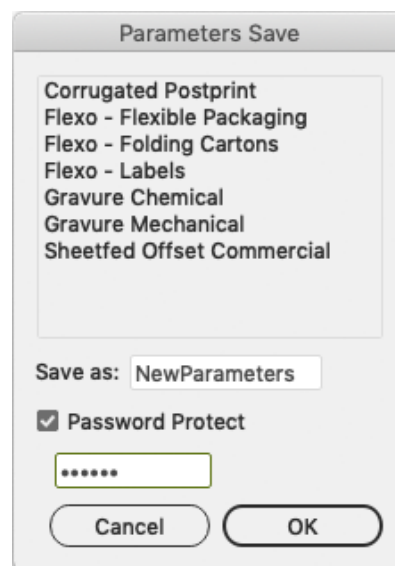 Parameters Save
Corrugated Postprint
Flexo - Flexible Packaging
Flexo - Folding Cartons
Flexo - Labels
Gravure Chemical
Gravure Mechanical
Sheetfed Offset Commercial
Save as: NewParameters
Password Protect
••••••
Cancel OK